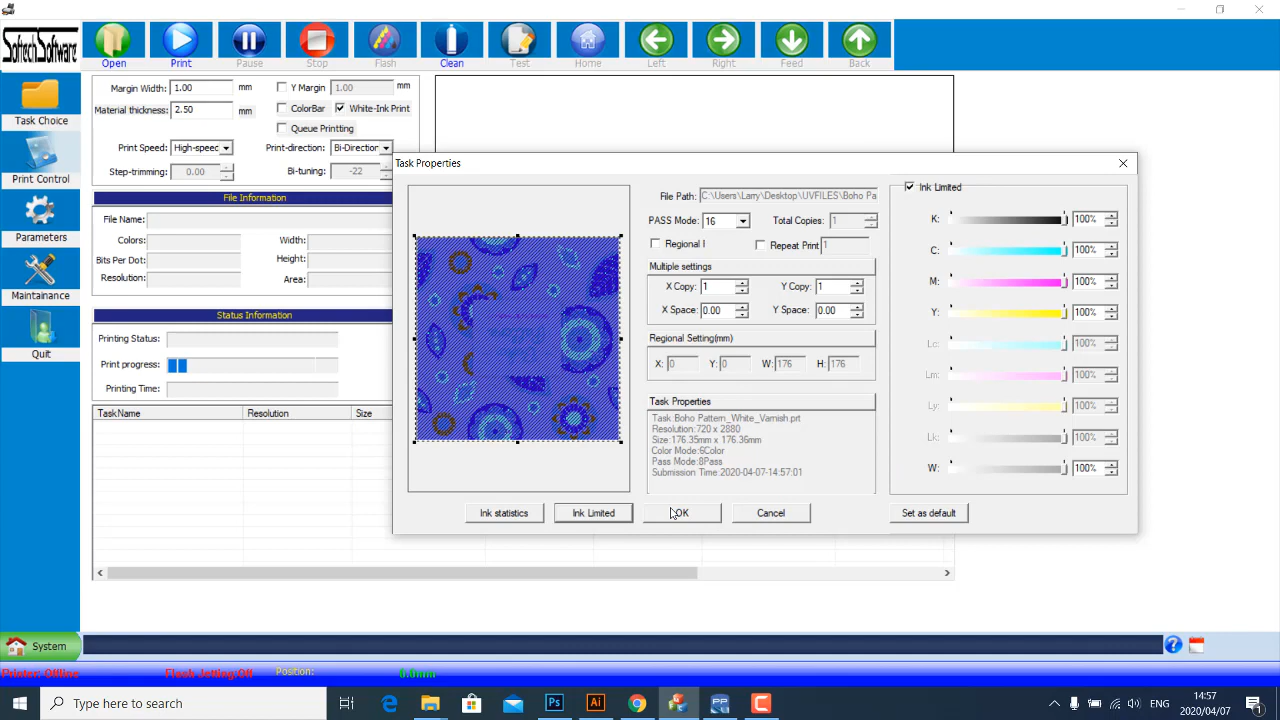 SoftechSoftware
Open Print Pause Stop Flash Clean Test Home Left Right Feed Back
Task Choice
Print Control
Parameters
Maintainance
Quit
Margin Width: 1.00 mm Y Margin 1.00 mm
Material thickness: 2.50 mm ColorBar White-Ink Print
Queue Printting
Print Speed: High-speed Print-direction: Bi-Direction
Step-trimming: 0.00 Bi-tuning: -22
File Information
File Name:
Colors: Width:
Bits Per Dot: Height:
Resolution: Area:
Status Information
Printing Status:
Print progress:
Printing Time:
TaskName Resolution Size
Task Properties
File Path: C:\Users\Larry\Desktop\UVFILES\Boho Pa
PASS Mode: 16 Total Copies: 1
Regional I Repeat Print 1
Multiple settings
X Copy: 1 Y Copy: 1
X Space: 0.00 Y Space: 0.00
Regional Setting(mm)
X: 0 Y: 0 W: 176 H: 176
Task Properties
Task Boho Pattern_White_Varnish.prt
Resolution:720 x 2880
Size:176.35mm x 176.36mm
Color Mode:6Color
Pass Mode:8Pass
Submission Time:2020-04-07-14:57:01
Ink statistics Ink Limited OK Cancel
Ink Limited
K: 100%
C: 100%
M: 100%
Y: 100%
Lc: 100%
Lm: 100%
Ly: 100%
Lk: 100%
W: 100%
Set as default
System
Printer: Offline Flash Jetting:Off Position: 0.0mm
Type here to search
Ps Ai PP
ENG
14:57
2020/04/07
1